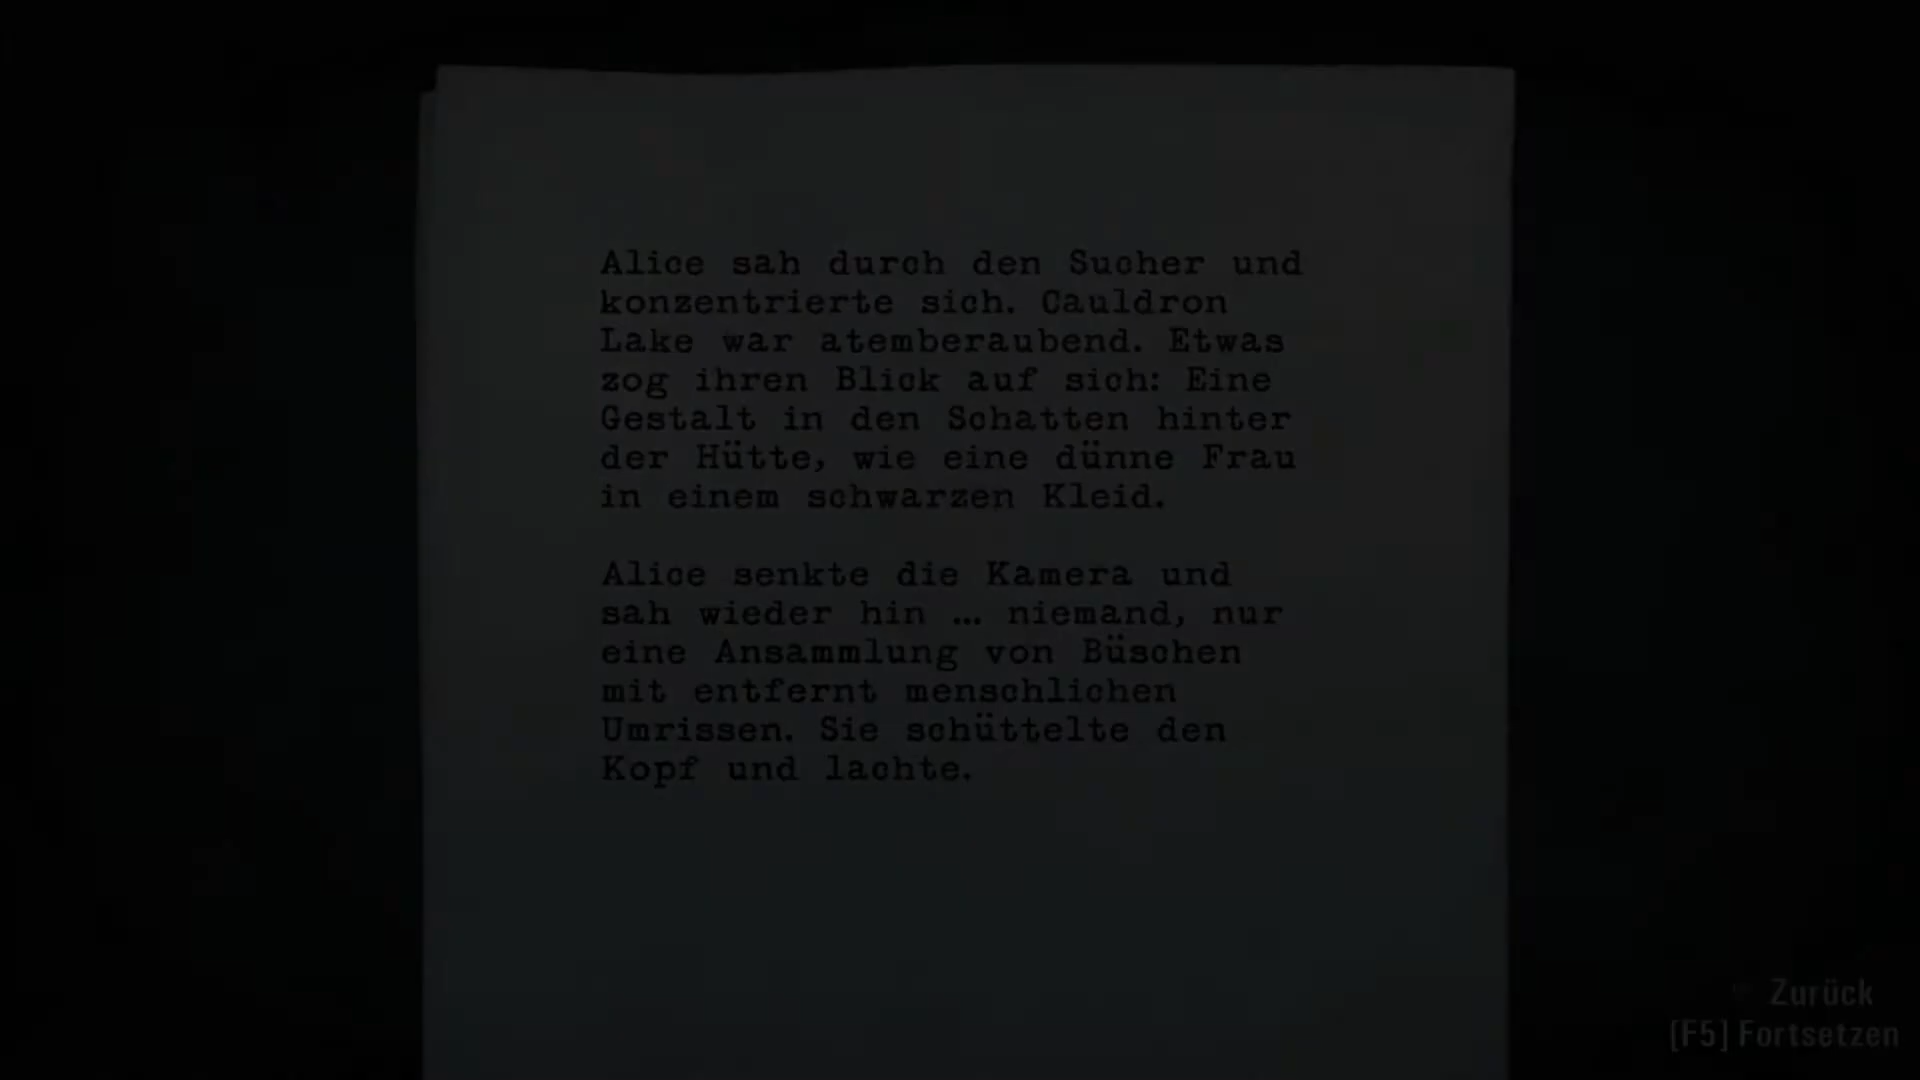 Alice sah durch den Sucher und
konzentrierte sich. Cauldron
Lake war atemberaubend. Etwas
zog ihren Blick auf sich: Eine
Gestalt in den Schatten hinter
der Hütte, wie eine dünne Frau
in einem schwarzen Kleid.
Alice senkte die Kamera und
sah wieder hin … niemand, nur
eine Ansammlung von Büschen
mit entfernt menschlichen
Umrissen. Sie schüttelte den
Kopf und lachte.
Zurück
[F5] Fortsetzen